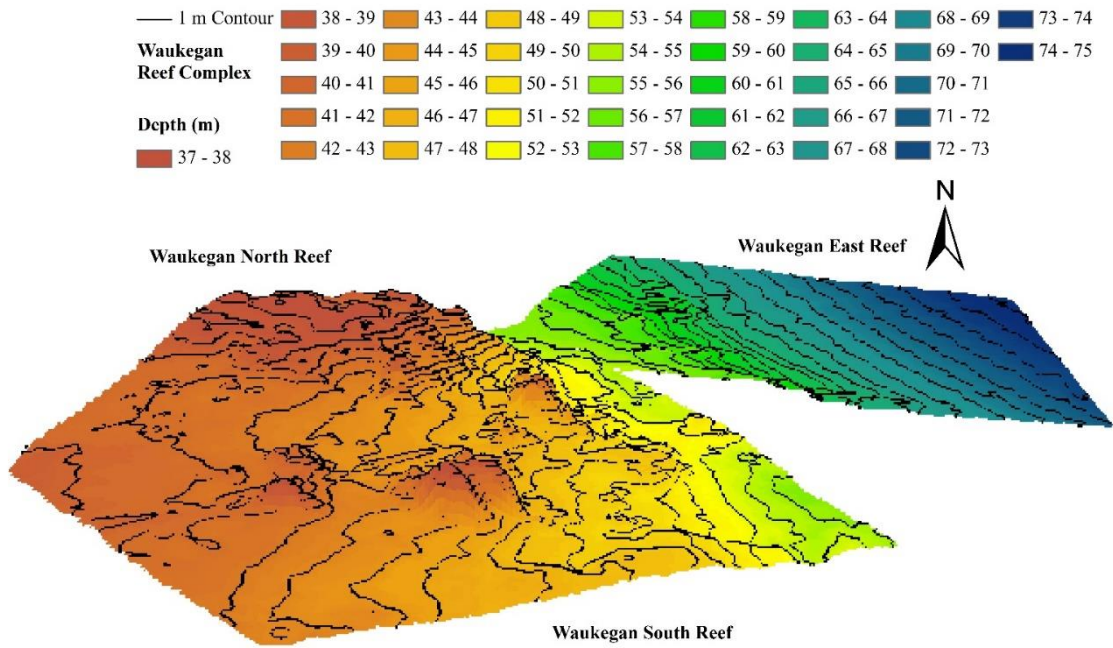 1 m Contour
Waukegan
Reef Complex
Depth (m)
37 - 38
38 - 39
39 - 40
40 - 41
41 - 42
42 - 43
43 - 44
44 - 45
45 - 46
46 - 47
47 - 48
48 - 49
49 - 50
50 - 51
51 - 52
52 - 53
53 - 54
54 - 55
55 - 56
56 - 57
57 - 58
58 - 59
59 - 60
60 - 61
61 - 62
62 - 63
63 - 64
64 - 65
65 - 66
66 - 67
67 - 68
68 - 69
69 - 70
70 - 71
71 - 72
72 - 73
73 - 74
74 - 75
N
Waukegan North Reef
Waukegan East Reef
Waukegan South Reef